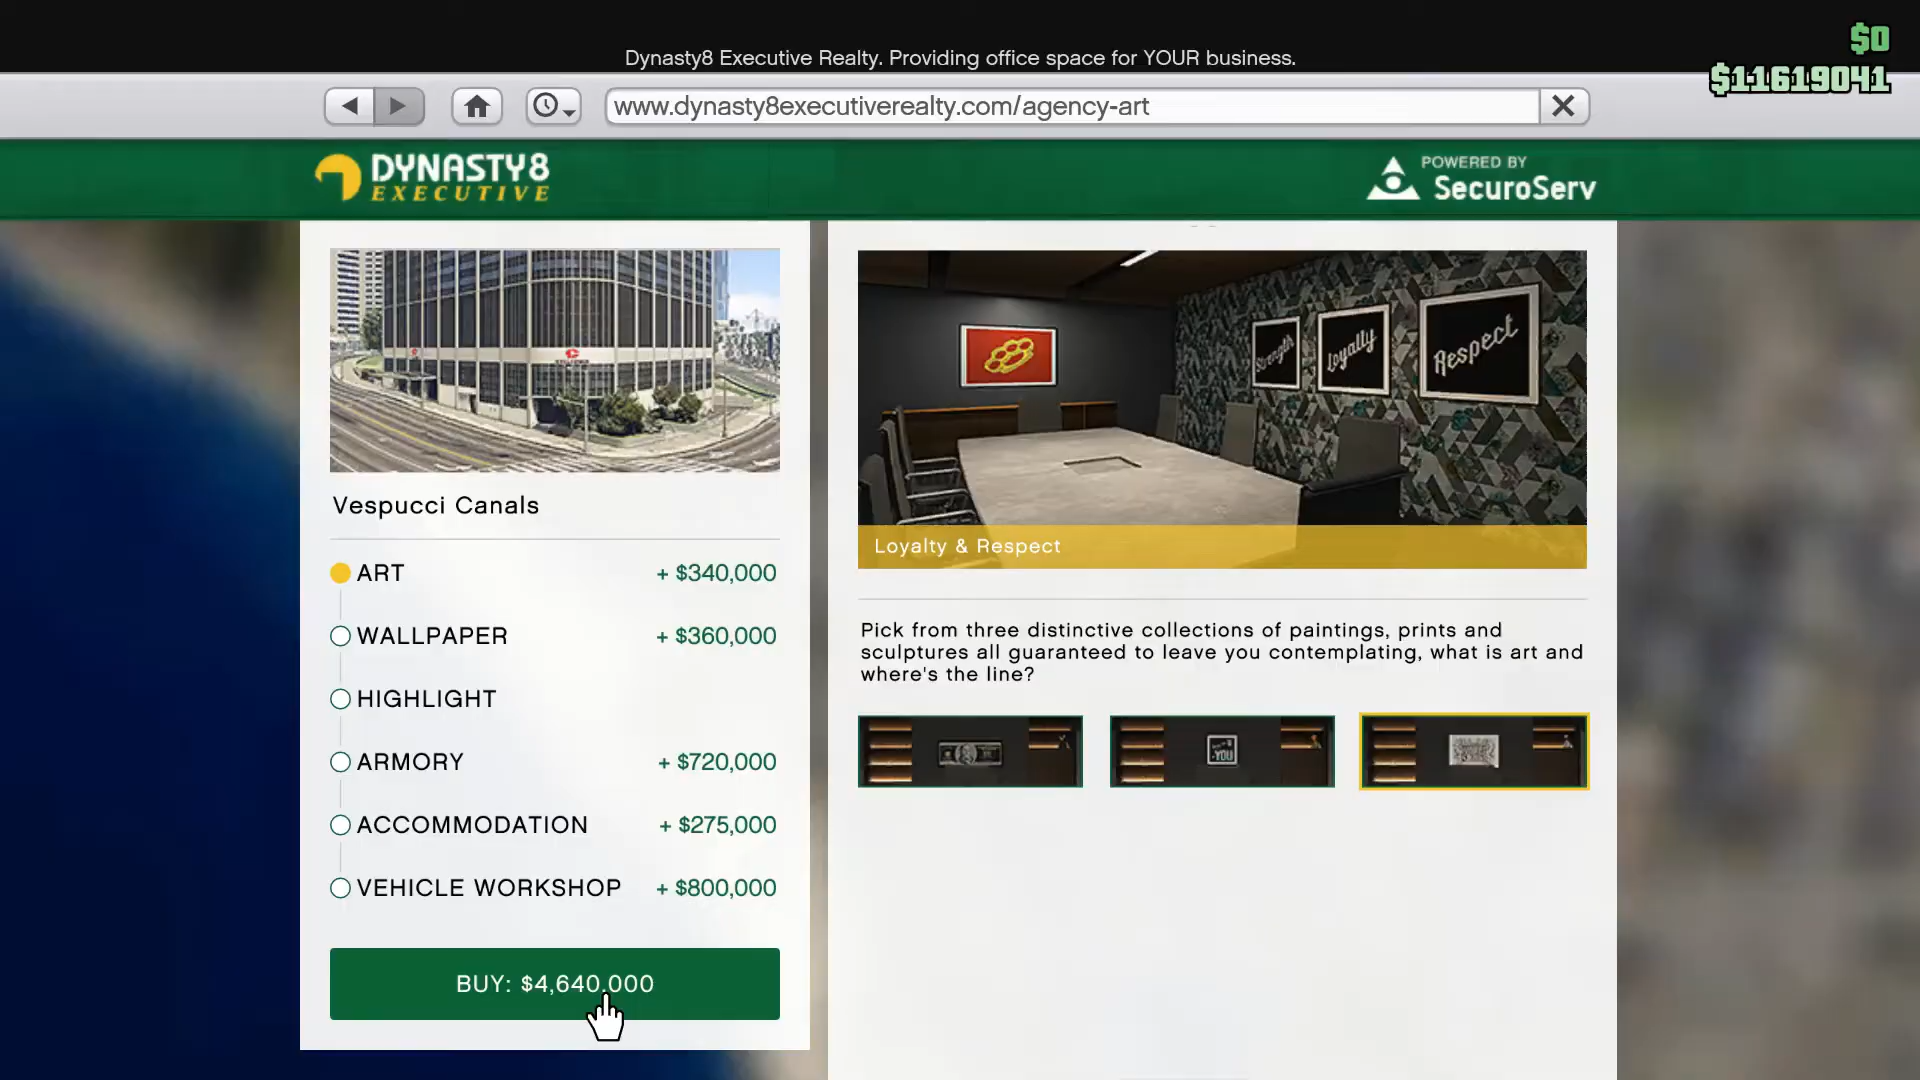 $0
Dynasty8 Executive Realty. Providing office space for YOUR business.
$11619041
www.dynasty8executiverealty.com/agency-art
DYNASTY8
EXECUTIVE
POWERED BY
SecuroServ
Strength
Loyalty
Respect
Vespucci Canals
Loyalty & Respect
ART + $340,000
WALLPAPER + $360,000
HIGHLIGHT
ARMORY + $720,000
ACCOMMODATION + $275,000
VEHICLE WORKSHOP + $800,000
BUY: $4,640,000
Pick from three distinctive collections of paintings, prints and
sculptures all guaranteed to leave you contemplating, what is art and
where's the line?
YOU